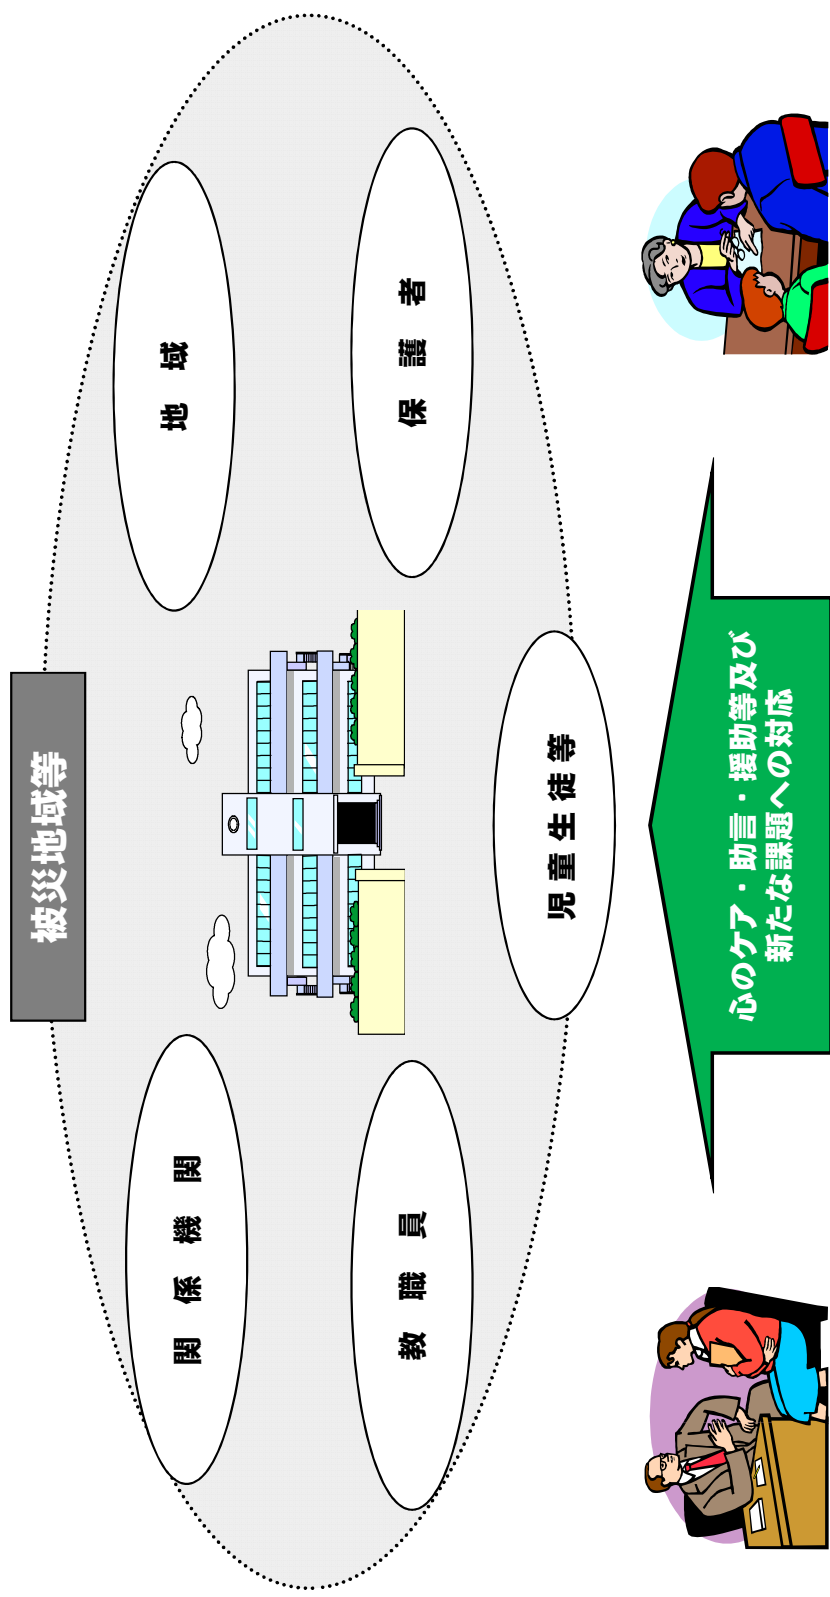 被災地域等
関係機関
地域
教職員
保護者
児童生徒等
心のケア・助言・援助等及び
新たな課題への対応